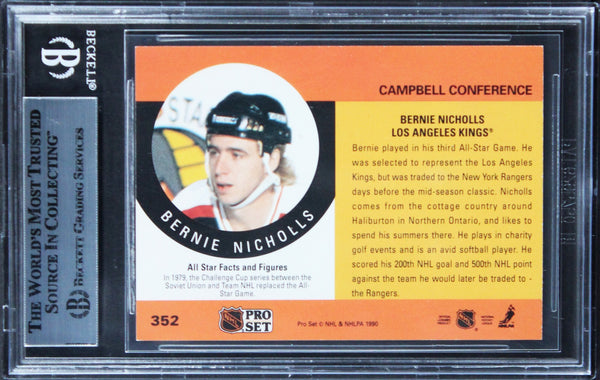 BECKETT®
THE WORLD'S MOST TRUSTED
SOURCE IN COLLECTING™
BECKETT GRADING SERVICES
STA
BERNIE NICHOLLS
All Star Facts and Figures
In 1979, the Challenge Cup series between the
Soviet Union and Team NHL replaced the All-
Star Game.
CAMPBELL CONFERENCE
BERNIE NICHOLLS
LOS ANGELES KINGS®
Bernie played in his third All-Star Game. He
was selected to represent the Los Angeles
Kings, but was traded to the New York Rangers
days before the mid-season classic. Nicholls
comes from the cottage country around
Haliburton in Northern Ontario, and likes to
spend his summers there. He plays in charity
golf events and is an avid softball player. He
scored his 200th NHL goal and 500th NHL point
against the team he would later be traded to -
the Rangers.
352
NHL
PRO
SET
Pro Set © NHL & NHLPA 1990
NHL
NHLPA